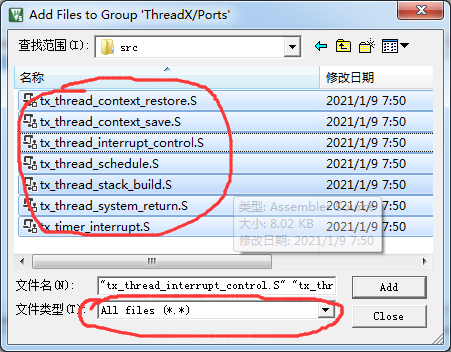 Add Files to Group 'ThreadX/Ports'
查找范围(I): src
名称 修改日期
tx_thread_context_restore.S 2021/1/9 7:50
tx_thread_context_save.S 2021/1/9 7:50
tx_thread_interrupt_control.S 2021/1/9 7:50
tx_thread_schedule.S 2021/1/9 7:50
tx_thread_stack_build.S 2021/1/9 7:50
tx_thread_system_return.S 2021/1/9 7:50
tx_timer_interrupt.S 2021/1/9 7:50
类型: Assembler
大小: 8.02 KB
修改日期: 2021/1/9 7:50
文件名(N): "tx_thread_interrupt_control.S" "tx_thr Add
文件类型(T): All files (*.*) Close